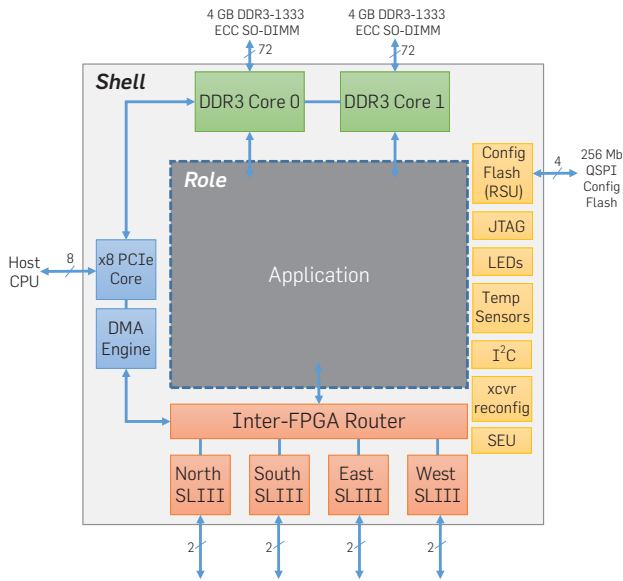 4 GB DDR3-1333
ECC SO-DIMM
4 GB DDR3-1333
ECC SO-DIMM
72
72
Shell
DDR3 Core 0
DDR3 Core 1
Role
Application
Config
Flash
(RSU)
4
256 Mb
QSPI
Config
Flash
JTAG
LEDs
Temp
Sensors
I²C
xcvr
reconfig
SEU
Host
CPU
8
x8 PCIe
Core
DMA
Engine
Inter-FPGA Router
North
SLIII
South
SLIII
East
SLIII
West
SLIII
2
2
2
2